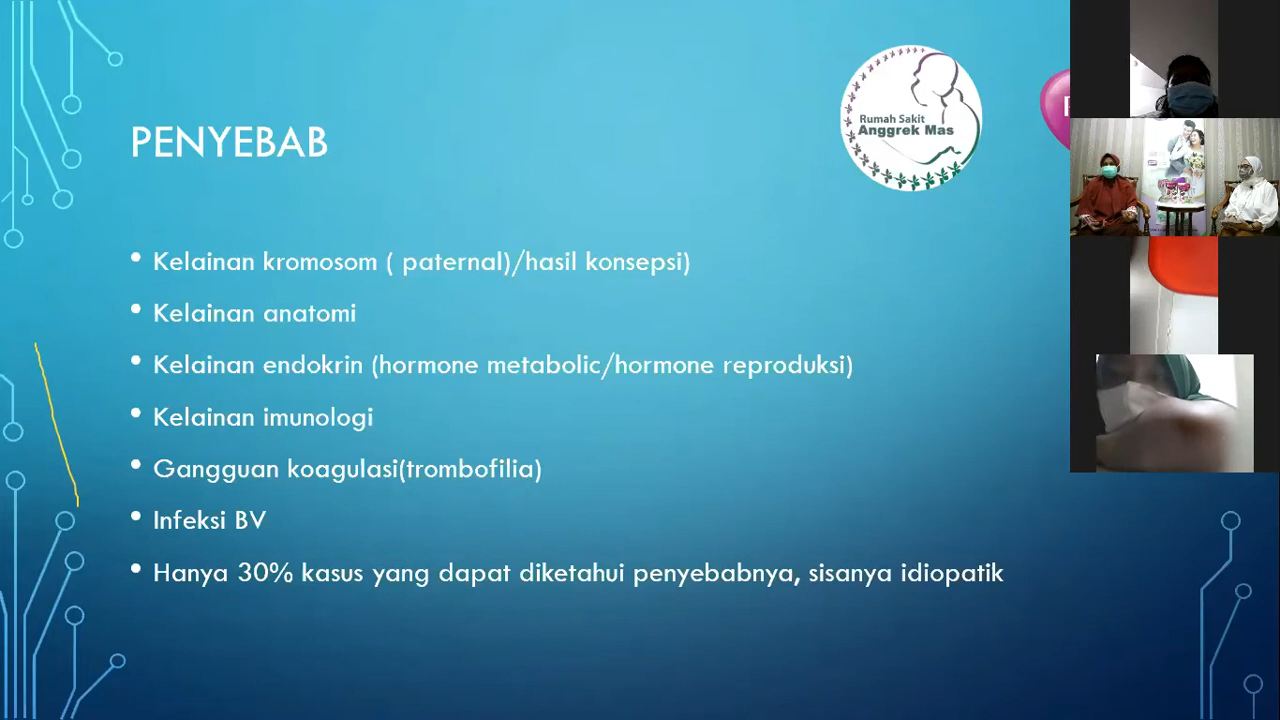 Rumah Sakit
Anggrek Mas
PENYEBAB
• Kelainan kromosom ( paternal)/hasil konsepsi)
• Kelainan anatomi
• Kelainan endokrin (hormone metabolic/hormone reproduksi)
• Kelainan imunologi
• Gangguan koagulasi(trombofilia)
• Infeksi BV
• Hanya 30% kasus yang dapat diketahui penyebabnya, sisanya idiopatik